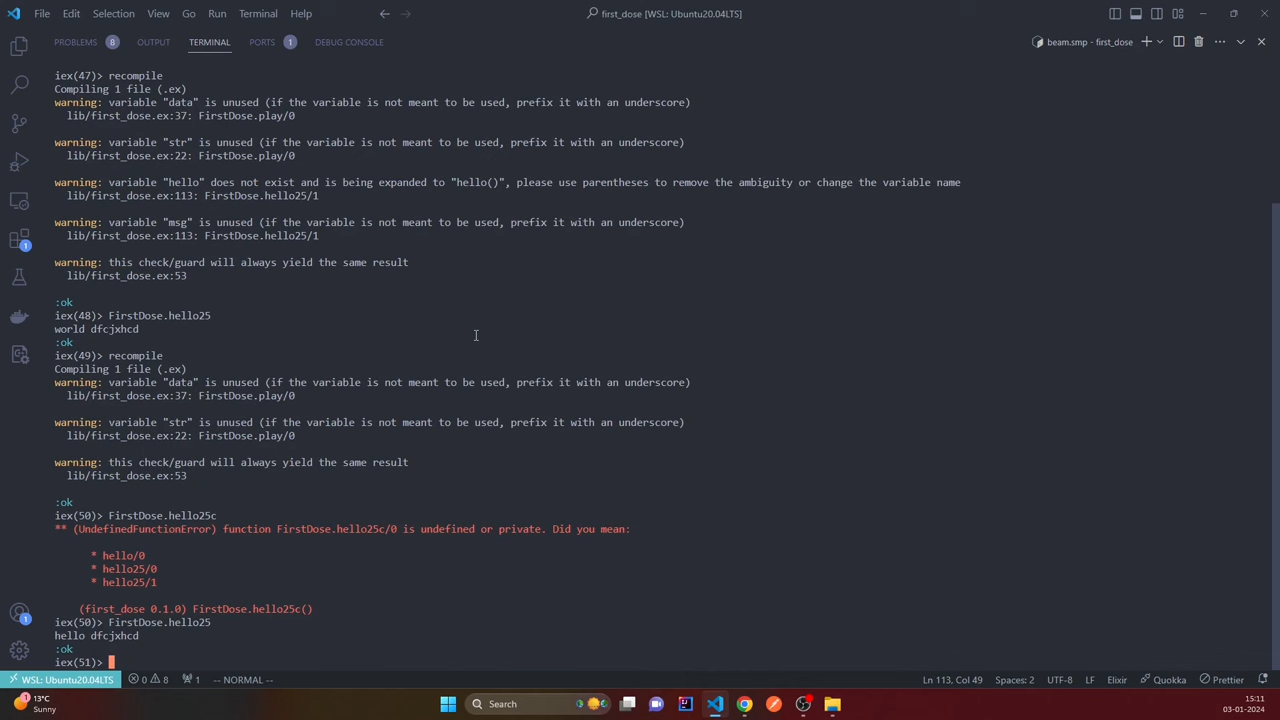 File Edit Selection View Go Run Terminal Help
first_dose [WSL: Ubuntu20.04LTS]
PROBLEMS 8 OUTPUT TERMINAL PORTS 1 DEBUG CONSOLE
beam.smp - first_dose
iex(47)> recompile
Compiling 1 file (.ex)
warning: variable "data" is unused (if the variable is not meant to be used, prefix it with an underscore)
lib/first_dose.ex:37: FirstDose.play/0
warning: variable "str" is unused (if the variable is not meant to be used, prefix it with an underscore)
lib/first_dose.ex:22: FirstDose.play/0
warning: variable "hello" does not exist and is being expanded to "hello()", please use parentheses to remove the ambiguity or change the variable name
lib/first_dose.ex:113: FirstDose.hello25/1
warning: variable "msg" is unused (if the variable is not meant to be used, prefix it with an underscore)
lib/first_dose.ex:113: FirstDose.hello25/1
warning: this check/guard will always yield the same result
lib/first_dose.ex:53
:ok
iex(48)> FirstDose.hello25
world dfcjxhcd
:ok
iex(49)> recompile
Compiling 1 file (.ex)
warning: variable "data" is unused (if the variable is not meant to be used, prefix it with an underscore)
lib/first_dose.ex:37: FirstDose.play/0
warning: variable "str" is unused (if the variable is not meant to be used, prefix it with an underscore)
lib/first_dose.ex:22: FirstDose.play/0
warning: this check/guard will always yield the same result
lib/first_dose.ex:53
:ok
iex(50)> FirstDose.hello25c
** (UndefinedFunctionError) function FirstDose.hello25c/0 is undefined or private. Did you mean:
* hello/0
* hello25/0
* hello25/1
(first_dose 0.1.0) FirstDose.hello25c()
iex(50)> FirstDose.hello25
hello dfcjxhcd
:ok
iex(51)>
1
1
WSL: Ubuntu20.04LTS 0 8 1 -- NORMAL -- Ln 113, Col 49 Spaces: 2 UTF-8 LF Elixir Quokka Prettier
13°C
Sunny
Search
15:11
03-01-2024